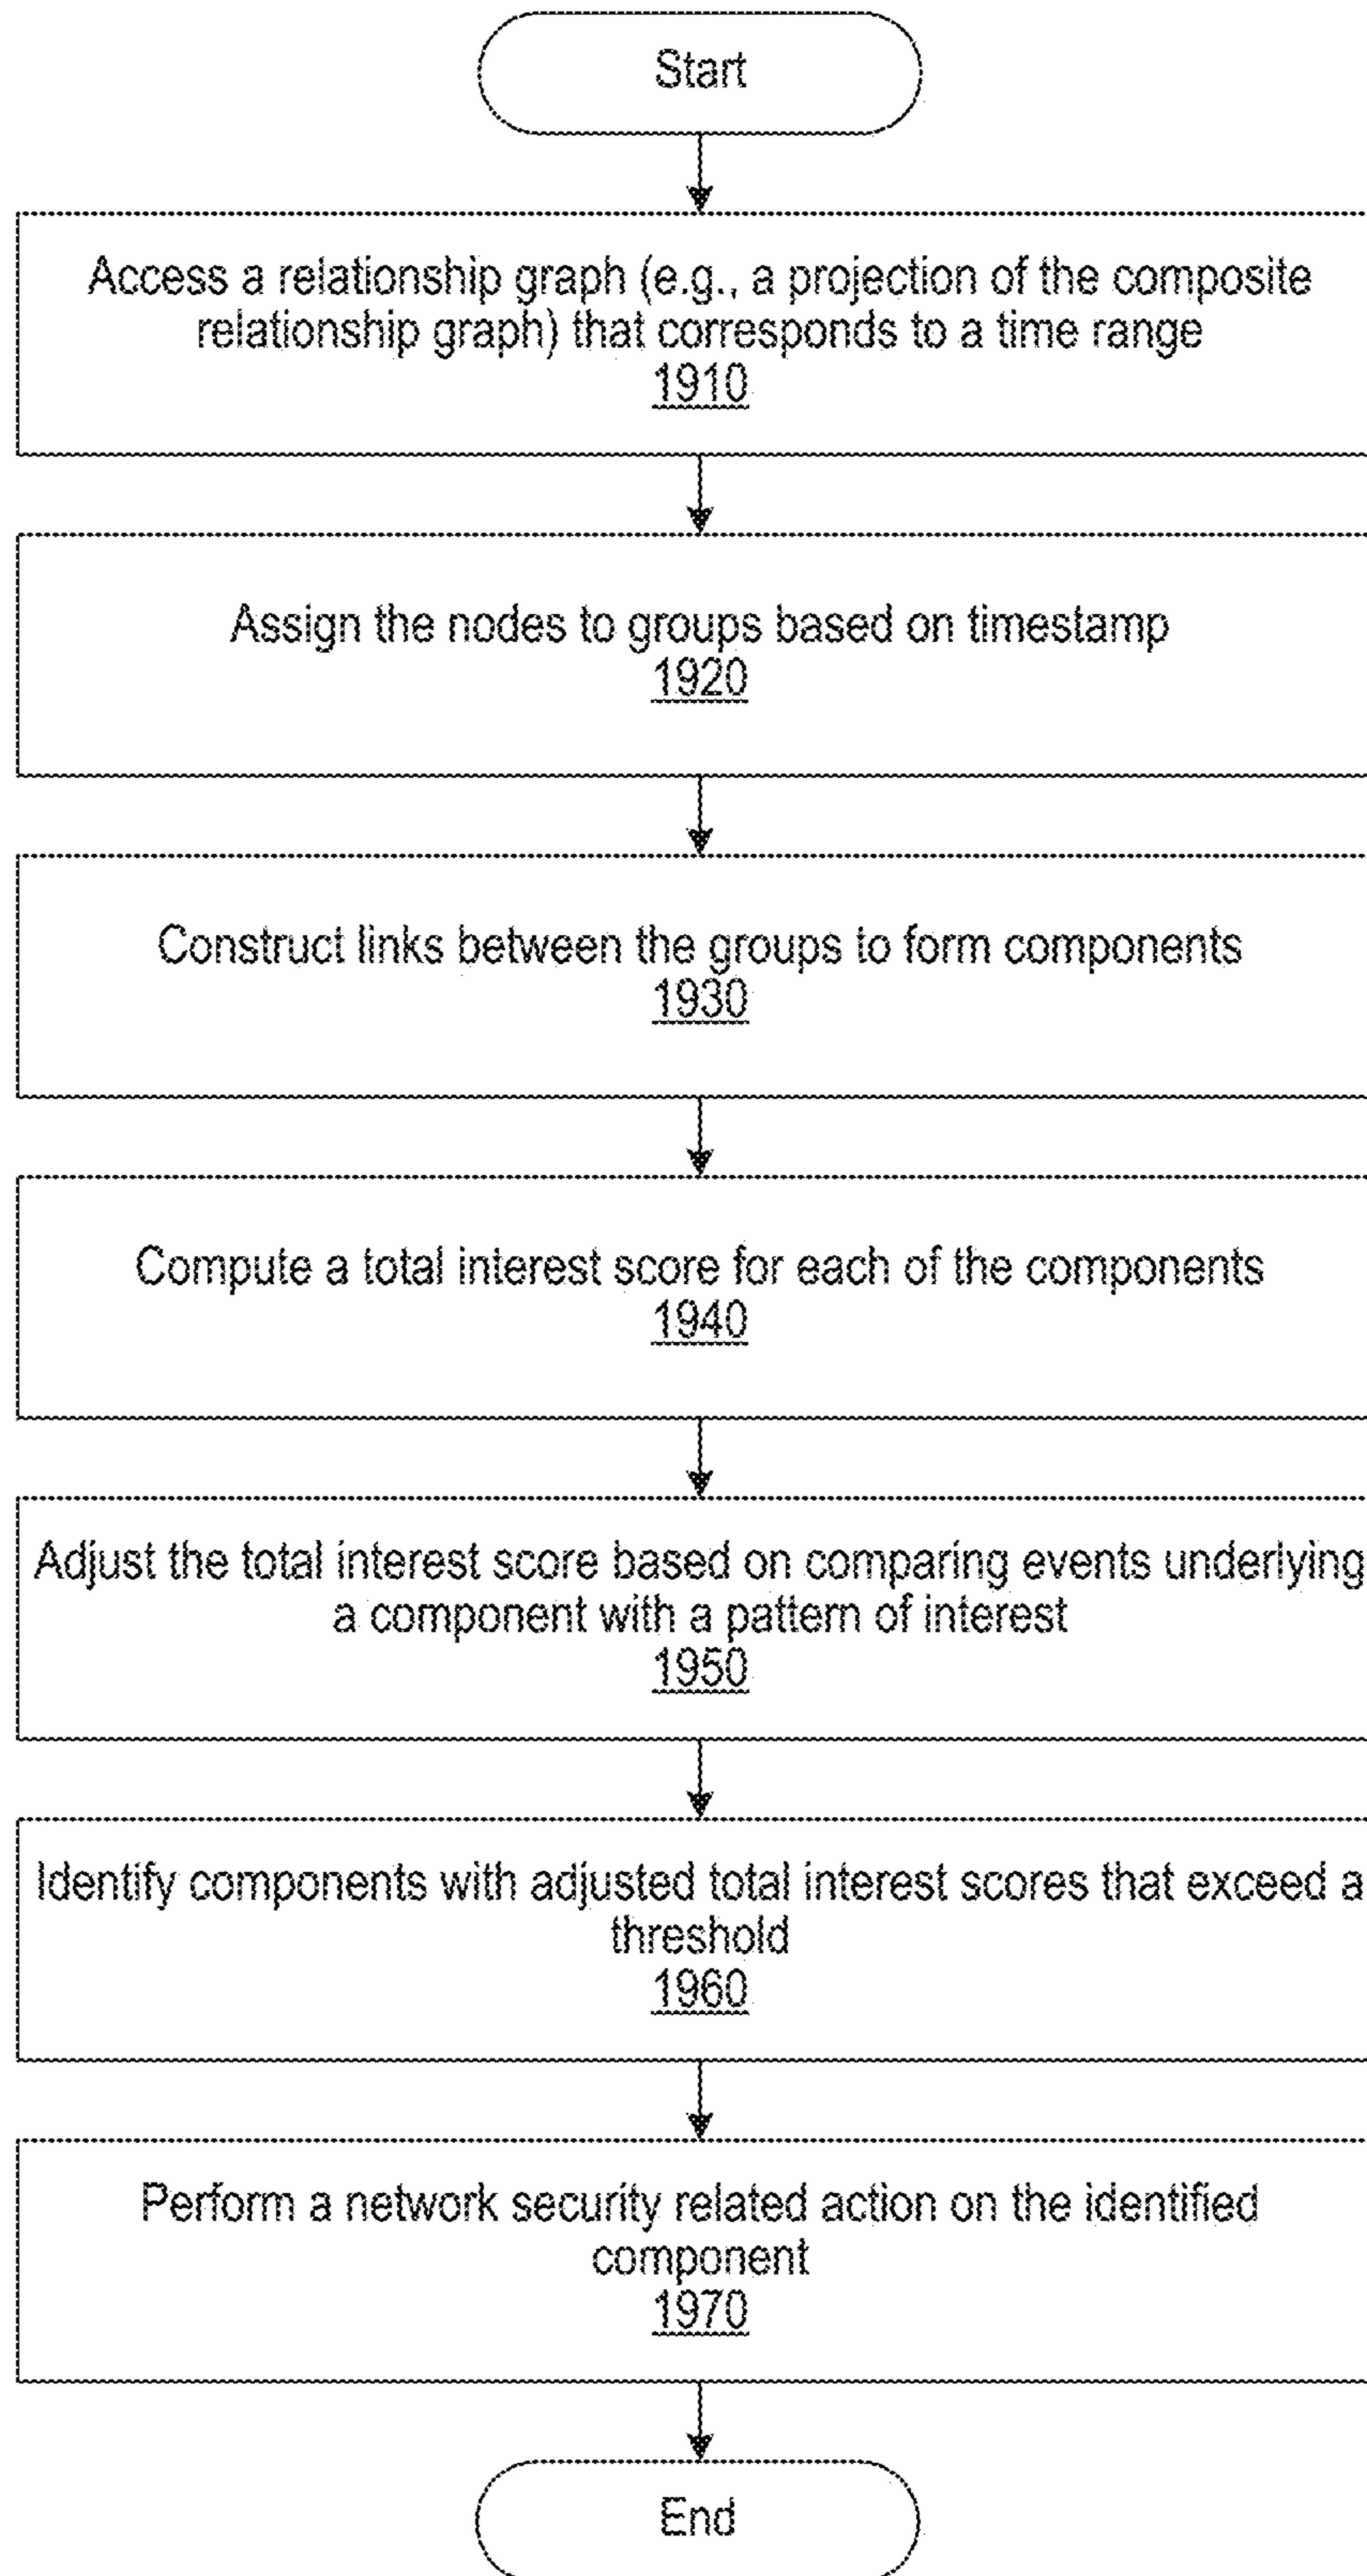 Start
Access a relationship graph (e.g., a projection of the composite
relationship graph) that corresponds to a time range
1910
Assign the nodes to groups based on timestamp
1920
Construct links between the groups to form components
1930
Compute a total interest score for each of the components
1940
Adjust the total interest score based on comparing events underlying
a component with a pattern of interest
1950
Identify components with adjusted total interest scores that exceed a
threshold
1960
Perform a network security related action on the identified
component
1970
End